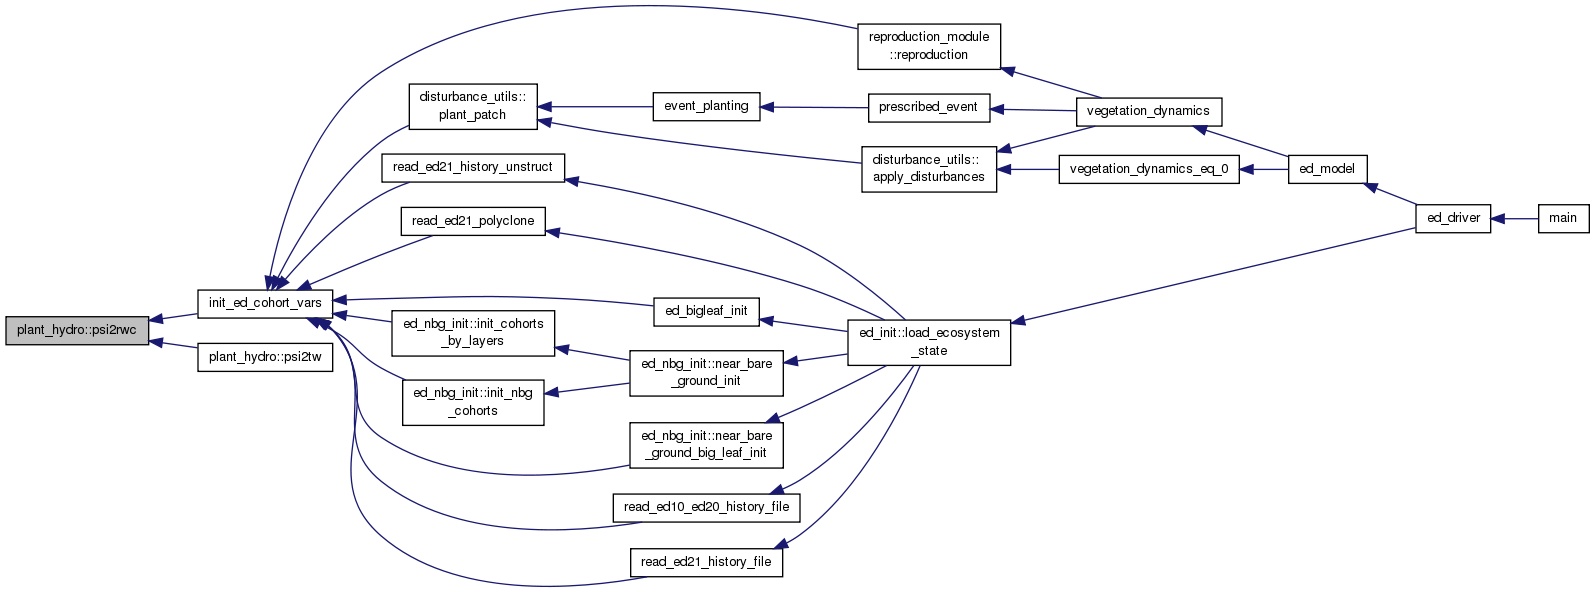 reproduction_module
::reproduction
disturbance_utils::
plant_patch
event_planting
prescribed_event
vegetation_dynamics
read_ed21_history_unstruct
disturbance_utils::
apply_disturbances
vegetation_dynamics_eq_0
ed_model
read_ed21_polyclone
ed_driver
main
init_ed_cohort_vars
ed_bigleaf_init
plant_hydro::psi2rwc
ed_nbg_init::init_cohorts
_by_layers
ed_init::load_ecosystem
_state
plant_hydro::psi2tw
ed_nbg_init::near_bare
_ground_init
ed_nbg_init::init_nbg
_cohorts
ed_nbg_init::near_bare
_ground_big_leaf_init
read_ed10_ed20_history_file
read_ed21_history_file